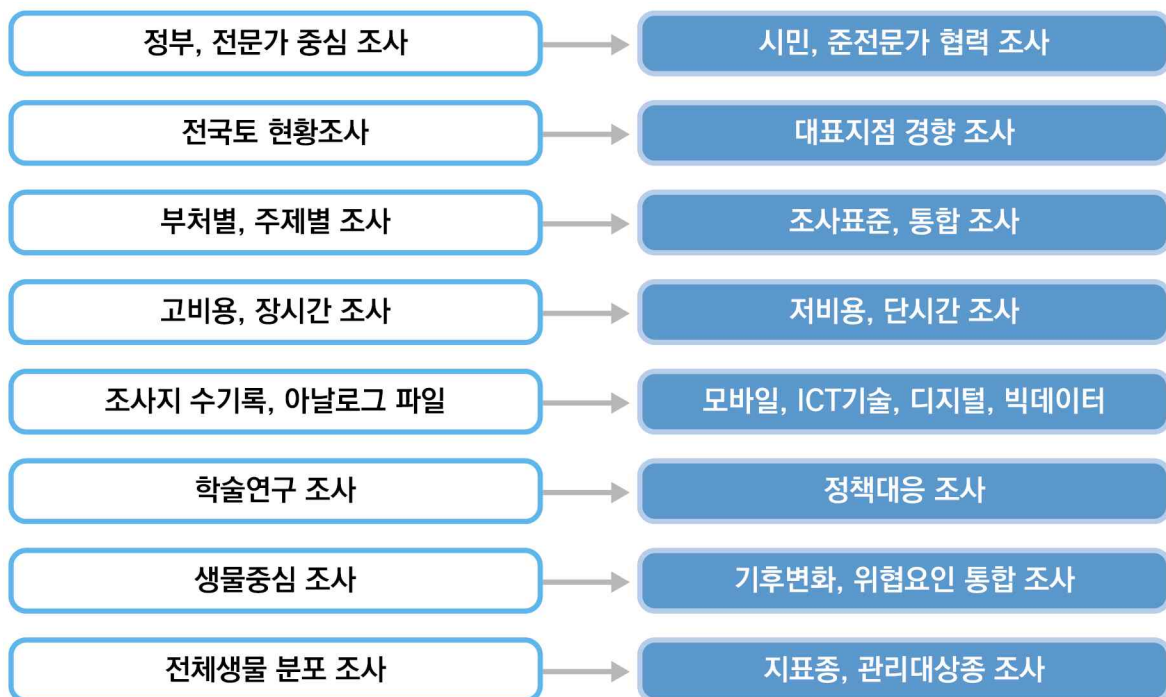 정부, 전문가 중심 조사
시민, 준전문가 협력 조사
전국토 현황조사
대표지점 경향 조사
부처별, 주제별 조사
조사표준, 통합 조사
고비용, 장시간 조사
저비용, 단시간 조사
조사지 수기록, 아날로그 파일
모바일, ICT기술, 디지털, 빅데이터
학술연구 조사
정책대응 조사
생물중심 조사
기후변화, 위협요인 통합 조사
전체생물 분포 조사
지표종, 관리대상종 조사